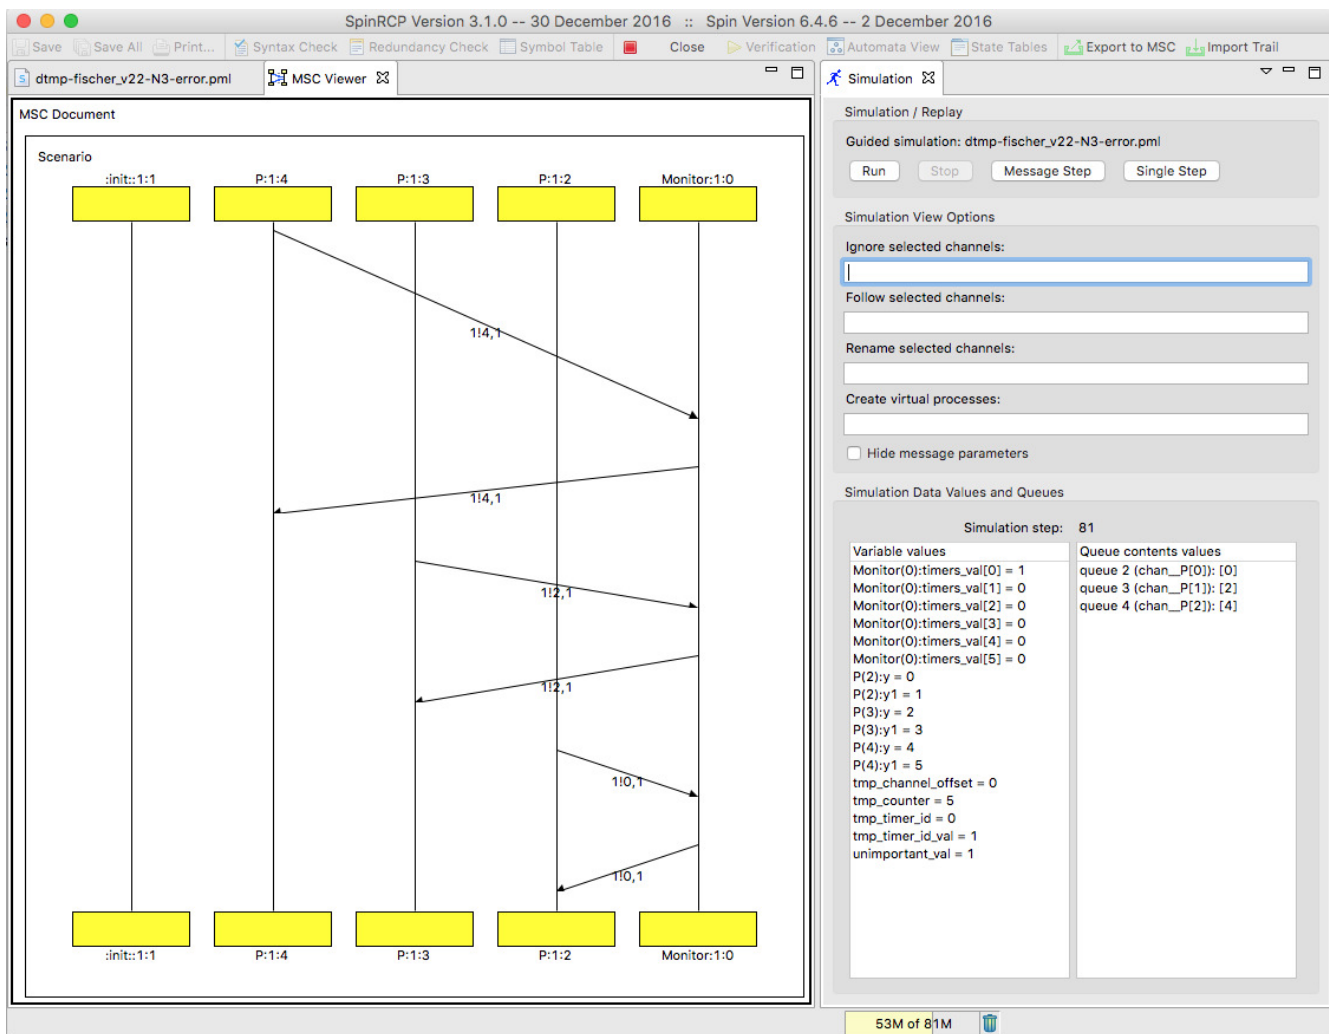 SpinRCP Version 3.1.0 -- 30 December 2016 :: Spin Version 6.4.6 -- 2 December 2016
Save Save All Print... Syntax Check Redundancy Check Symbol Table Close Verification Automata View State Tables Export to MSC Import Trail
dtmp-fischer_v22-N3-error.pml MSC Viewer
MSC Document
Scenario
:init::1:1 P:1:4 P:1:3 P:1:2 Monitor:1:0
1!4,1
1!4,1
1!2,1
1!2,1
1!0,1
1!0,1
:init::1:1 P:1:4 P:1:3 P:1:2 Monitor:1:0
Simulation
Simulation / Replay
Guided simulation: dtmp-fischer_v22-N3-error.pml
Run Stop Message Step Single Step
Simulation View Options
Ignore selected channels:
Follow selected channels:
Rename selected channels:
Create virtual processes:
Hide message parameters
Simulation Data Values and Queues
Simulation step: 81
Variable values
Monitor(0):timers_val[0] = 1
Monitor(0):timers_val[1] = 0
Monitor(0):timers_val[2] = 0
Monitor(0):timers_val[3] = 0
Monitor(0):timers_val[4] = 0
Monitor(0):timers_val[5] = 0
P(2):y = 0
P(2):y1 = 1
P(3):y = 2
P(3):y1 = 3
P(4):y = 4
P(4):y1 = 5
tmp_channel_offset = 0
tmp_counter = 5
tmp_timer_id = 0
tmp_timer_id_val = 1
unimportant_val = 1
Queue contents values
queue 2 (chan__P[0]): [0]
queue 3 (chan__P[1]): [2]
queue 4 (chan__P[2]): [4]
53M of 81M